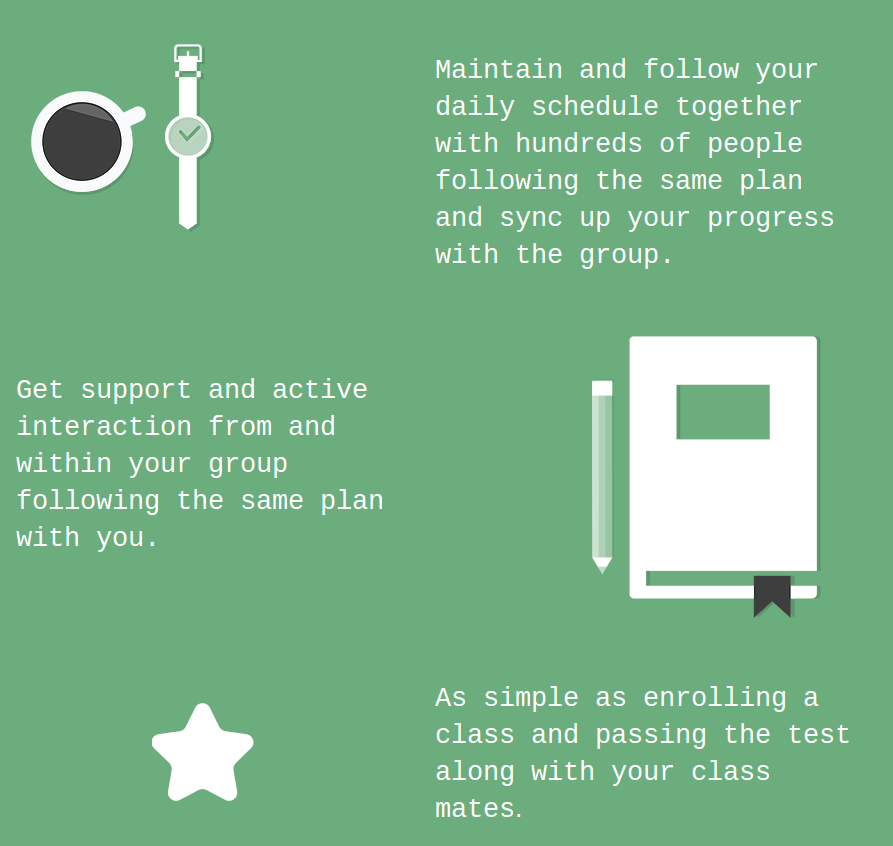 Maintain and follow your
daily schedule together
with hundreds of people
following the same plan
and sync up your progress
with the group.
Get support and active
interaction from and
within your group
following the same plan
with you.
As simple as enrolling a
class and passing the test
along with your class
mates.